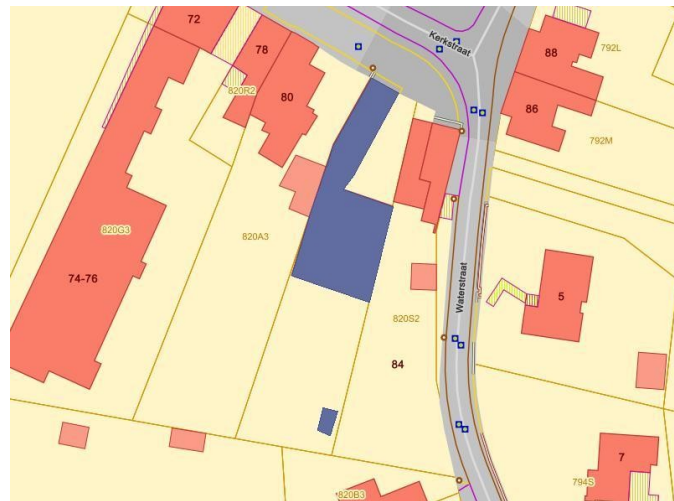 72
Kerkstraat
88
792L
78
820R2
80
86
792M
820G3
820A3
74-76
Waterstraat
5
820S2
84
7
794S
820B3